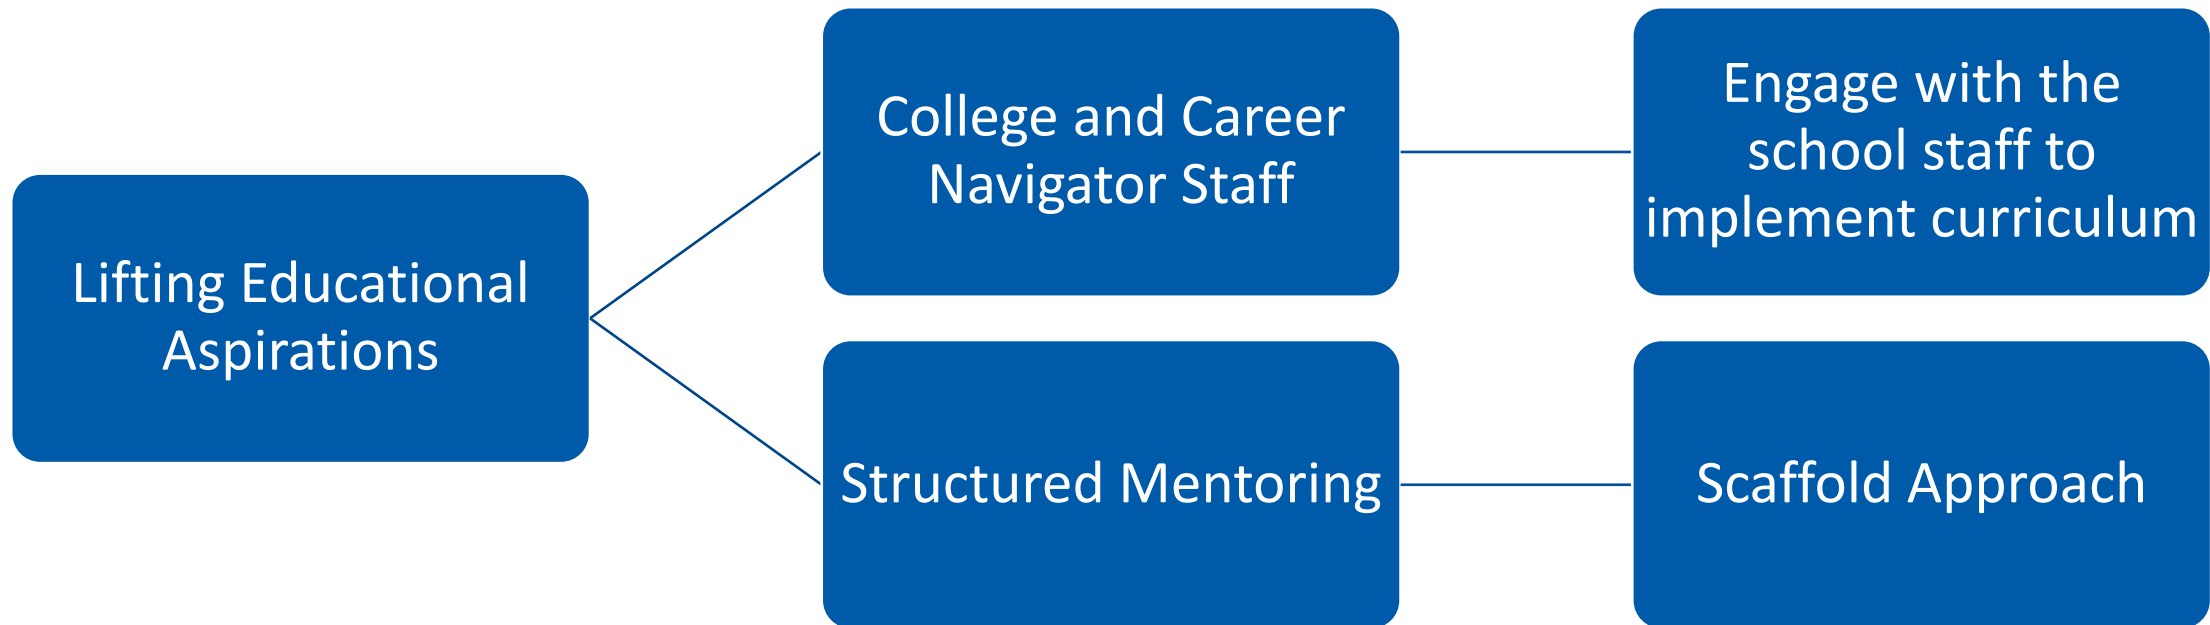 Lifting Educational
Aspirations
College and Career
Navigator Staff
Engage with the
school staff to
implement curriculum
Structured Mentoring
Scaffold Approach